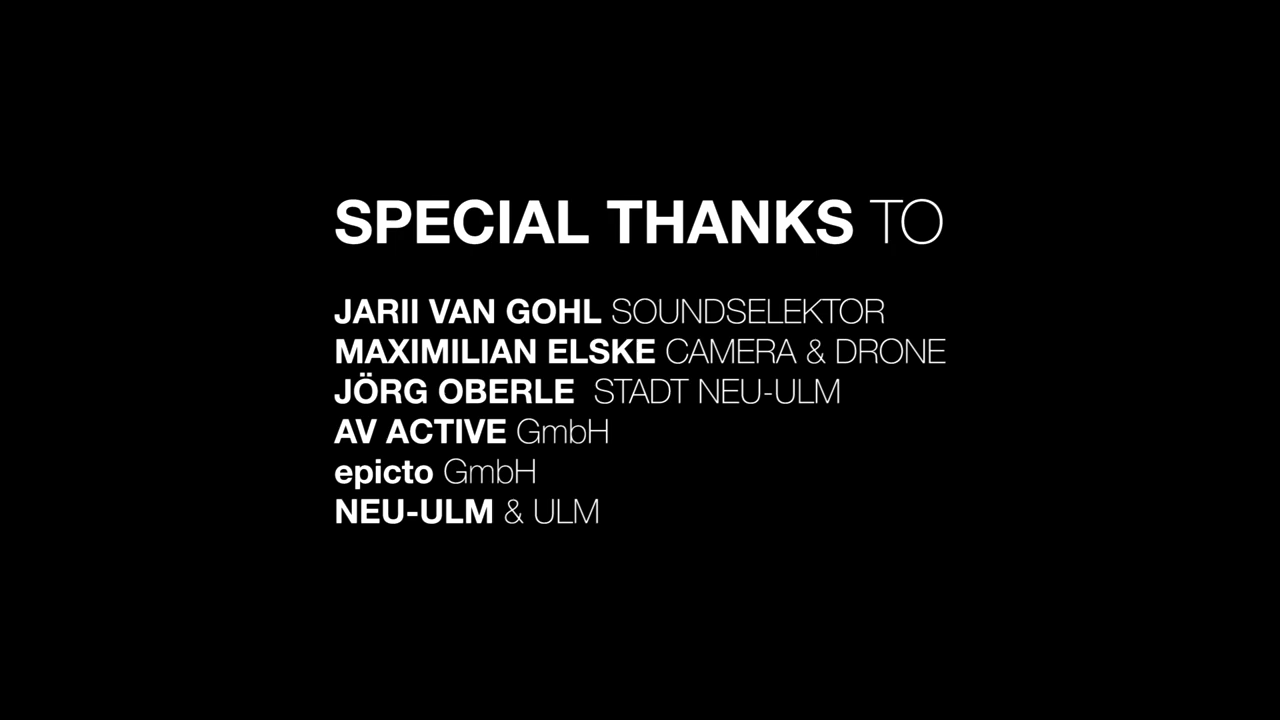 SPECIAL THANKS TO
JARII VAN GOHL SOUNDSELEKTOR
MAXIMILIAN ELSKE CAMERA & DRONE
JÖRG OBERLE STADT NEU-ULM
AV ACTIVE GmbH
epicto GmbH
NEU-ULM & ULM